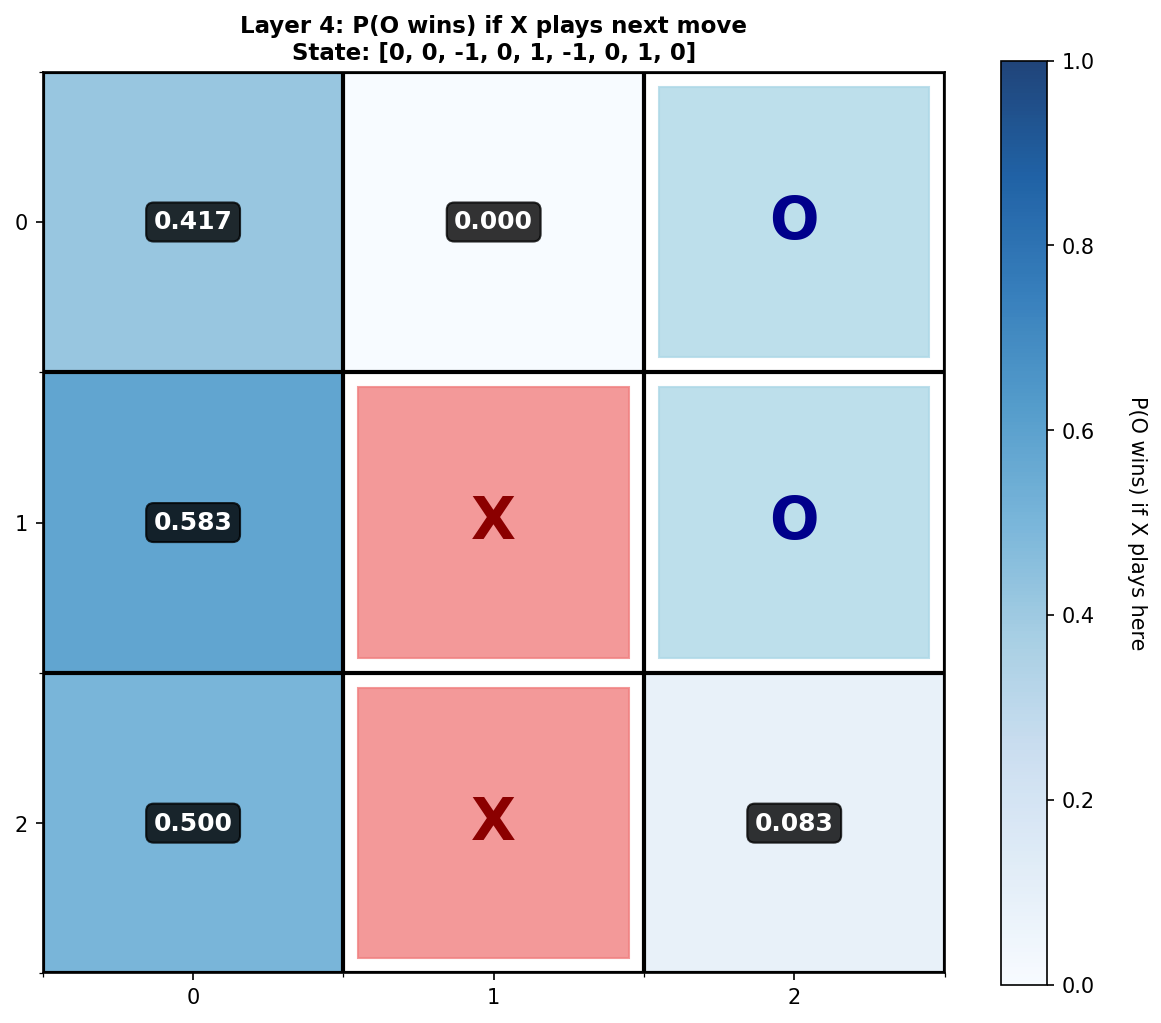 Layer 4: P(O wins) if X plays next move
State: [0, 0, -1, 0, 1, -1, 0, 1, 0]
0
0.417
0.000
O
1
0.583
X
O
2
0.500
X
0.083
0
1
2
1.0
0.8
0.6
0.4
0.2
0.0
P(O wins) if X plays here